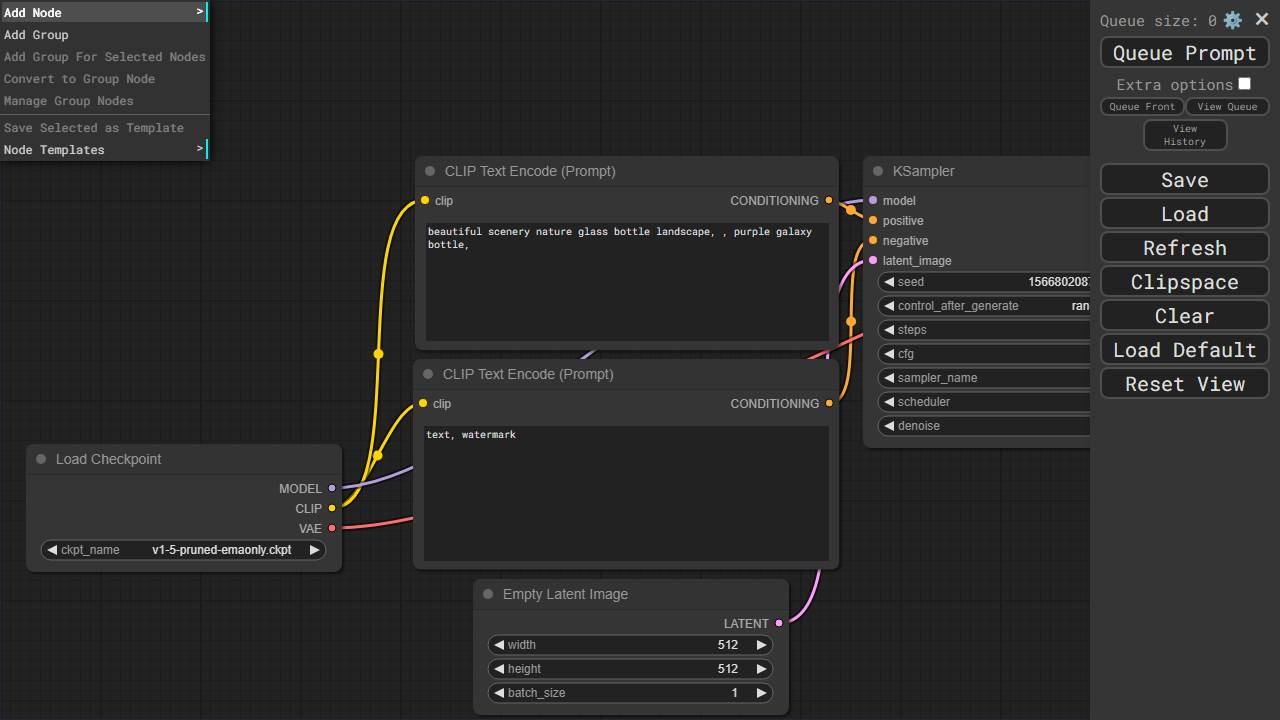 Add Node >
Add Group
Add Group For Selected Nodes
Convert to Group Node
Manage Group Nodes
Save Selected as Template
Node Templates >
CLIP Text Encode (Prompt)
clip CONDITIONING
beautiful scenery nature glass bottle landscape, , purple galaxy
bottle,
CLIP Text Encode (Prompt)
clip CONDITIONING
text, watermark
Load Checkpoint
MODEL
CLIP
VAE
ckpt_name v1-5-pruned-emaonly.ckpt
Empty Latent Image
LATENT
width 512
height 512
batch_size 1
KSampler
model
positive
negative
latent_image
seed
control_after_generate
steps
cfg
sampler_name
scheduler
denoise
Queue size: 0
Queue Prompt
Extra options
Queue Front View Queue
View
History
Save
Load
Refresh
Clipspace
Clear
Load Default
Reset View